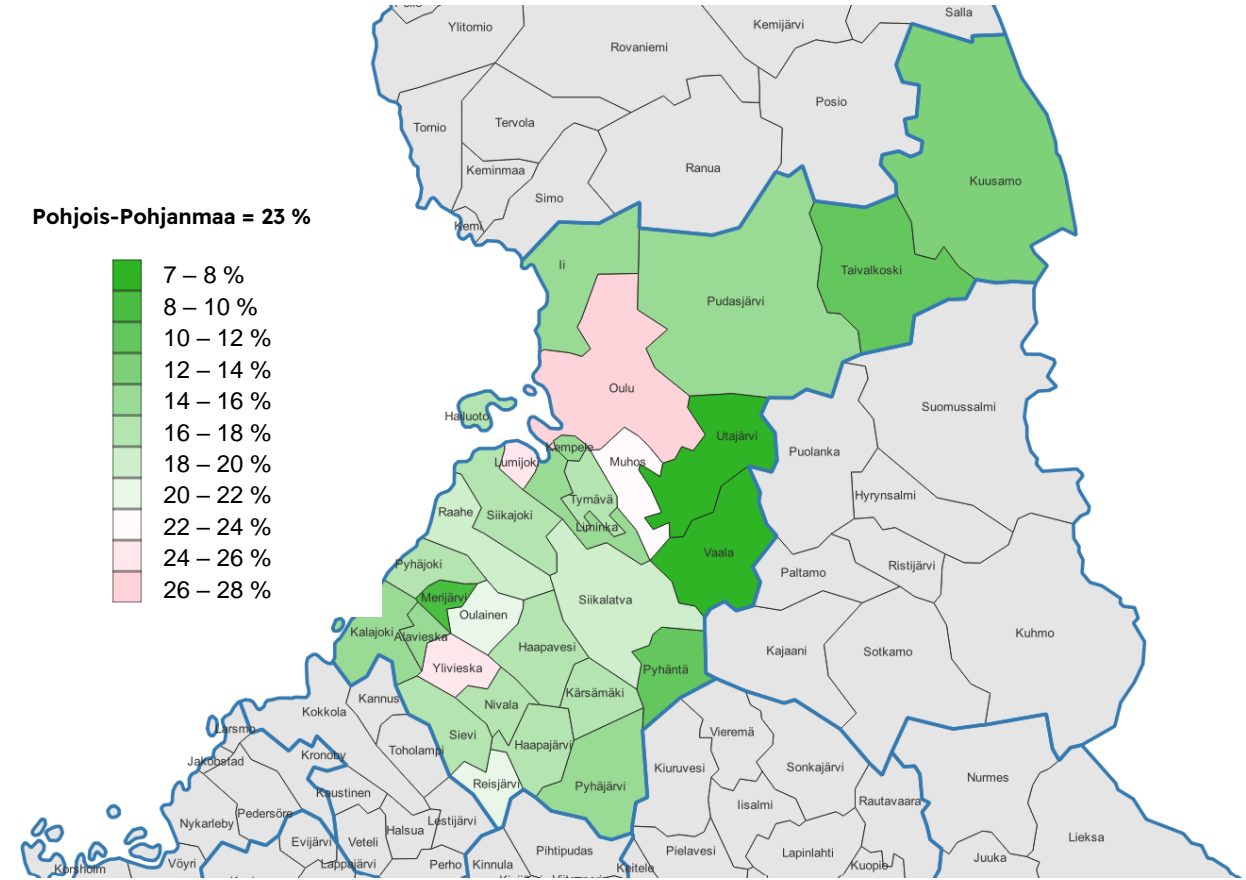 Salla
Ylitornio
Kemijärvi
Rovaniemi
Posio
Tornio
Tervola
Keminmaa
Ranua
Kuusamo
Simo
Pohjois-Pohjanmaa = 23 %
Kemi
Ii
Taivalkoski
7 – 8 %
8 – 10 %
10 – 12 %
12 – 14 %
14 – 16 %
16 – 18 %
18 – 20 %
20 – 22 %
22 – 24 %
24 – 26 %
26 – 28 %
Pudasjärvi
Oulu
Suomussalmi
Hailuoto
Utajärvi
Kempele
Puolanka
Lumijoki
Muhos
Hyrynsalmi
Tyrnävä
Raahe
Siikajoki
Liminka
Vaala
Pyhäjoki
Ristijärvi
Paltamo
Merijärvi
Siikalatva
Oulainen
Kalajoki
Alavieska
Kuhmo
Haapavesi
Kajaani
Sotkamo
Ylivieska
Pyhäntä
Kärsämäki
Kannus
Nivala
Kokkola
Larsmo
Vieremä
Sievi
Haapajärvi
Toholampi
Kronoby
Jakobstad
Kiuruvesi
Sonkajärvi
Nurmes
Reisjärvi
Pyhäjärvi
Kaustinen
Iisalmi
Rautavaara
Pedersöre
Nykarleby
Lestijärvi
Halsua
Evijärvi
Veteli
Lieksa
Pihtipudas
Pielavesi
Lapinlahti
Juuka
Vöyri
Lappajärvi
Perho
Kinnula
Keitele
Kuopio
Korsholm